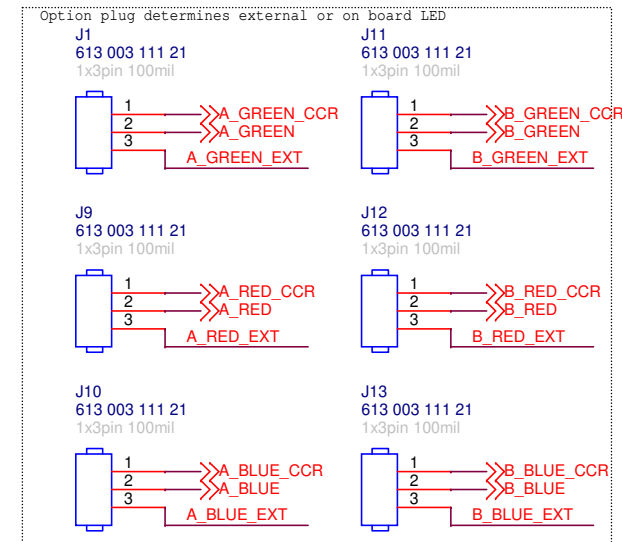 Option plug determines external or on board LED
J1
613 003 111 21
1x3pin 100mil
1
A_GREEN_CCR
2
A_GREEN
3
A_GREEN_EXT
J11
613 003 111 21
1x3pin 100mil
1
B_GREEN_CCR
2
B_GREEN
3
B_GREEN_EXT
J9
613 003 111 21
1x3pin 100mil
1
A_RED_CCR
2
A_RED
3
A_RED_EXT
J12
613 003 111 21
1x3pin 100mil
1
B_RED_CCR
2
B_RED
3
B_RED_EXT
J10
613 003 111 21
1x3pin 100mil
1
A_BLUE_CCR
2
A_BLUE
3
A_BLUE_EXT
J13
613 003 111 21
1x3pin 100mil
1
B_BLUE_CCR
2
B_BLUE
3
B_BLUE_EXT